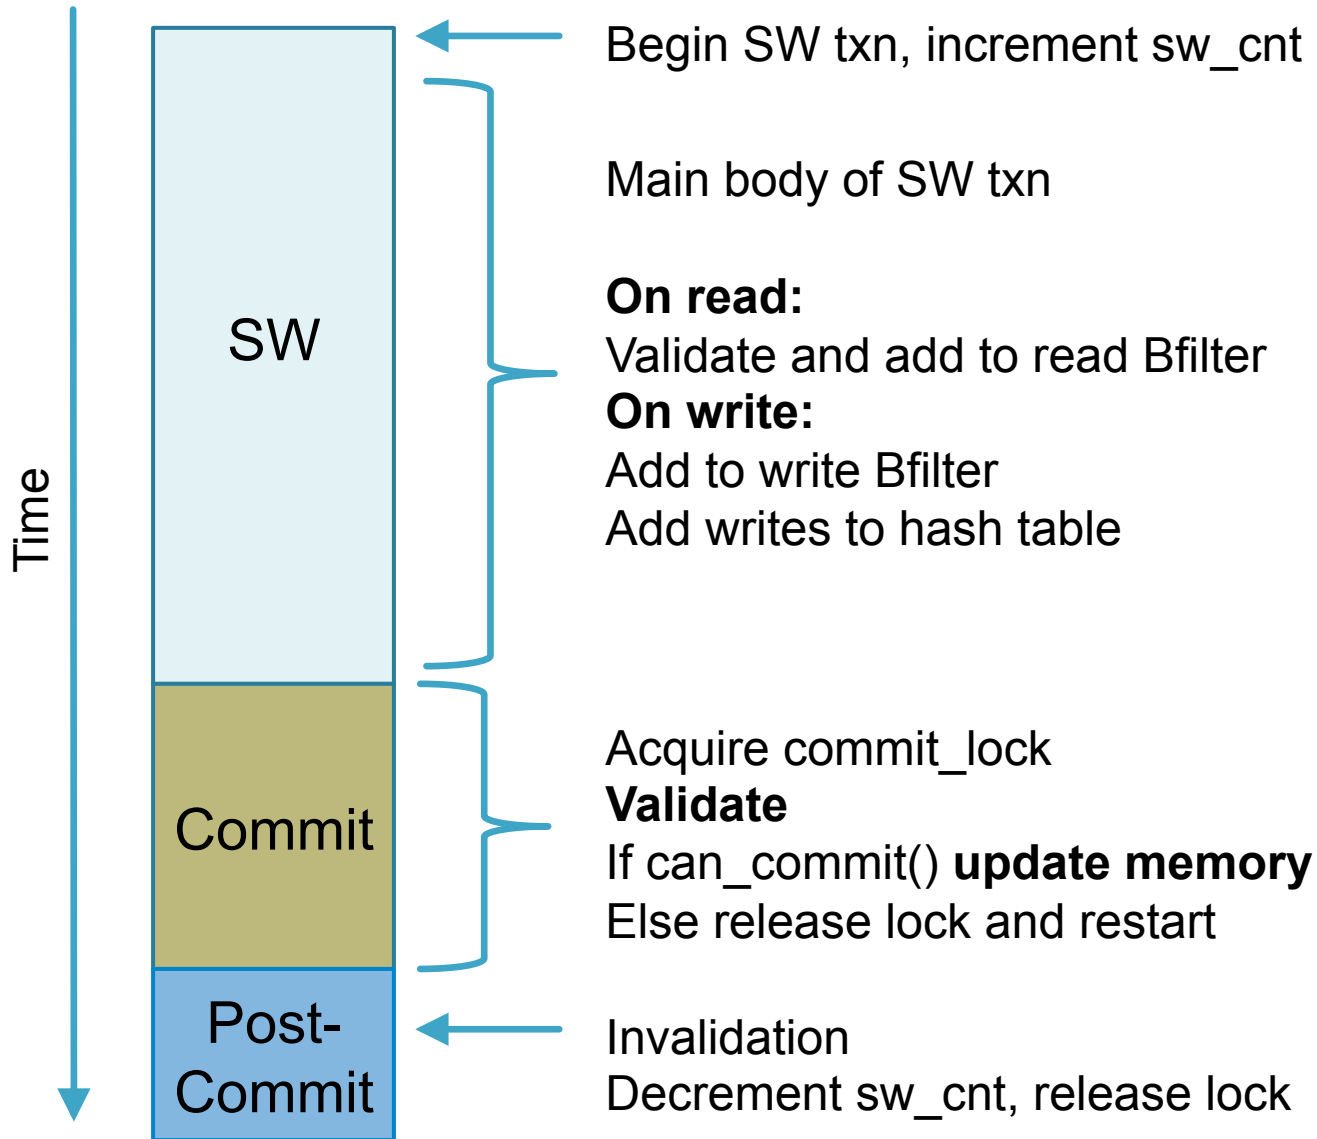 Begin SW txn, increment sw_cnt
Main body of SW txn
On read:
Validate and add to read Bfilter
On write:
Add to write Bfilter
Add writes to hash table
SW
Time
Acquire commit_lock
Validate
If can_commit() update memory
Else release lock and restart
Commit
Post-
Commit
Invalidation
Decrement sw_cnt, release lock